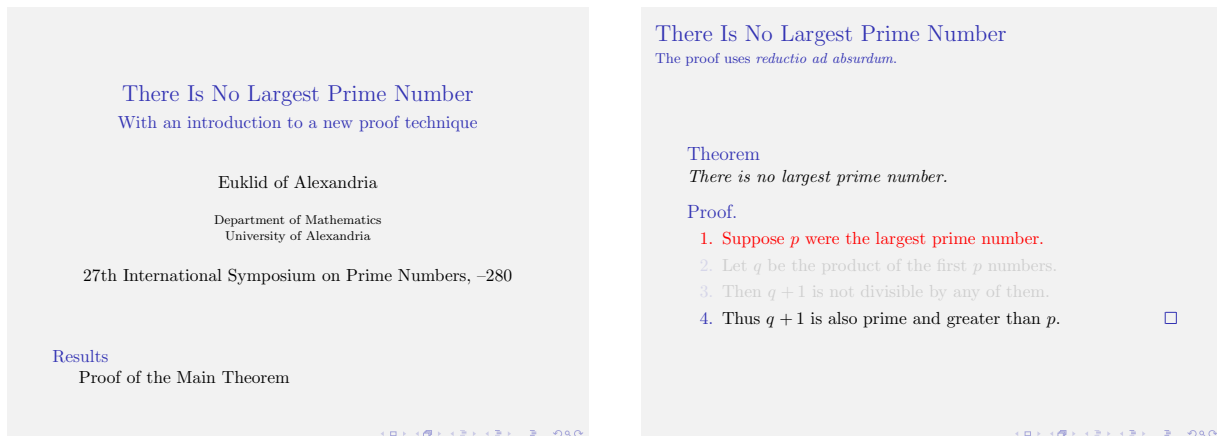 There Is No Largest Prime Number
With an introduction to a new proof technique
Euklid of Alexandria
Department of Mathematics
University of Alexandria
27th International Symposium on Prime Numbers, –280
Results
Proof of the Main Theorem
There Is No Largest Prime Number
The proof uses reductio ad absurdum.
Theorem
There is no largest prime number.
Proof.
1. Suppose p were the largest prime number.
2. Let q be the product of the first p numbers.
3. Then q + 1 is not divisible by any of them.
4. Thus q + 1 is also prime and greater than p. □